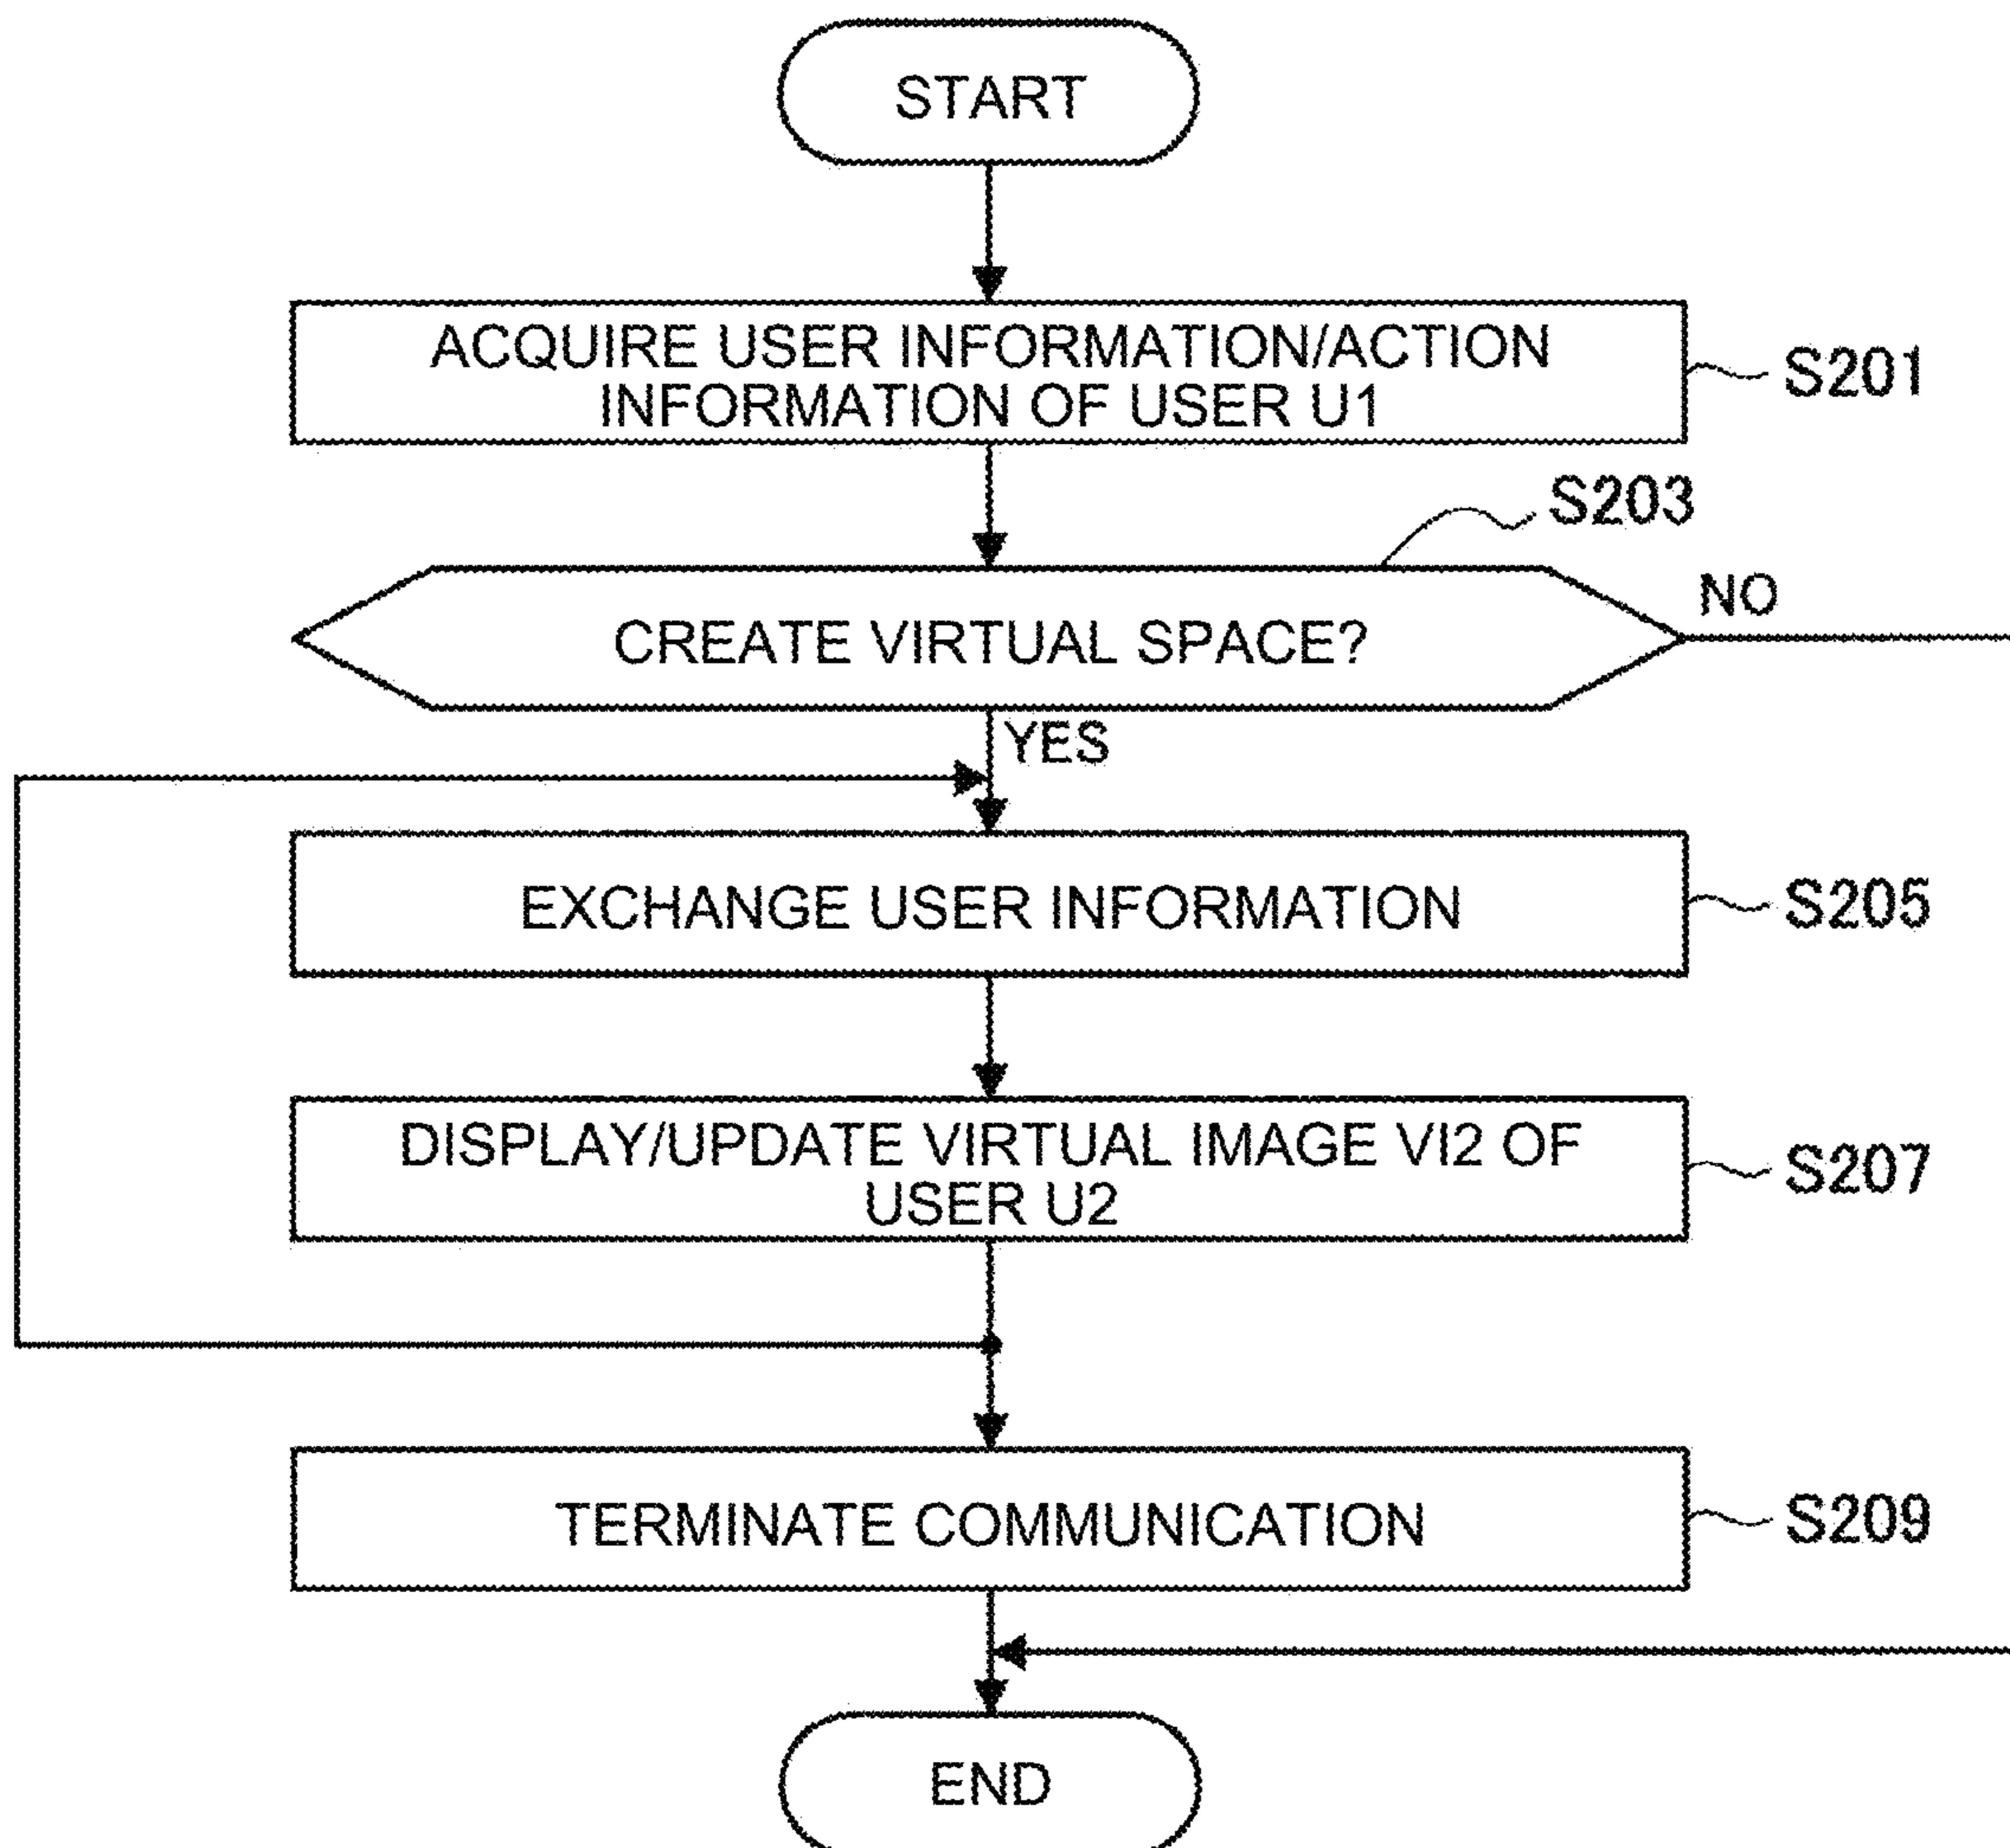 START
ACQUIRE USER INFORMATION/ACTION
INFORMATION OF USER U1
S201
S203
CREATE VIRTUAL SPACE?
NO
YES
EXCHANGE USER INFORMATION
S205
DISPLAY/UPDATE VIRTUAL IMAGE VI2 OF
USER U2
S207
TERMINATE COMMUNICATION
S209
END